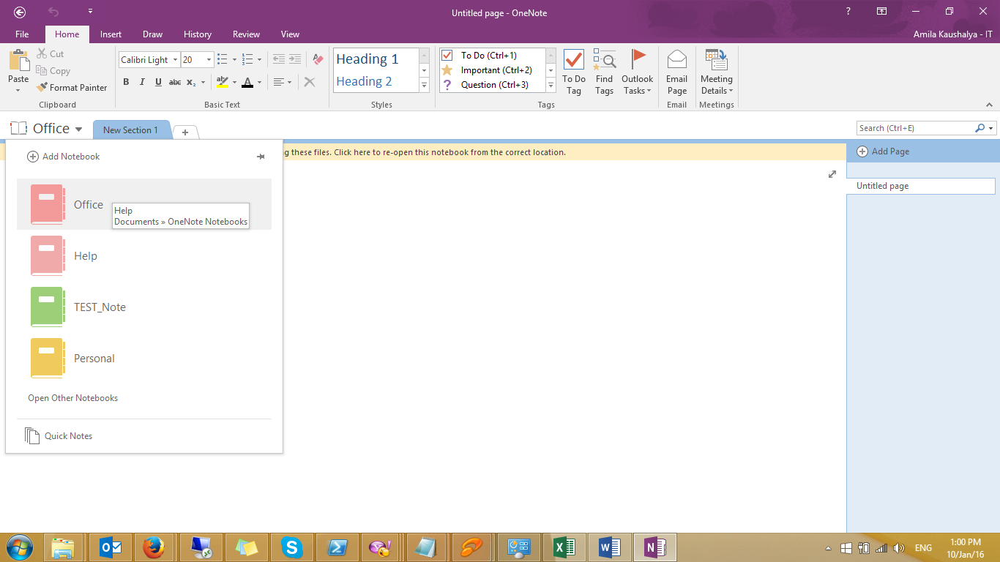 Untitled page - OneNote
?
File Home Insert Draw History Review View Amila Kaushalya - IT
Paste
Cut
Copy
Format Painter
Clipboard
Calibri Light 20
B I U abc x₂ ab A
Basic Text
Heading 1
Heading 2
Styles
To Do (Ctrl+1)
Important (Ctrl+2)
? Question (Ctrl+3)
To Do
Tag
Find
Tags
Outlook
Tasks
Tags
Email
Page
Email
Meeting
Details
Meetings
Office New Section 1 + Search (Ctrl+E)
Add Notebook
g these files. Click here to re-open this notebook from the correct location.
Add Page
Untitled page
Office
Help
Documents » OneNote Notebooks
Help
TEST_Note
Personal
Open Other Notebooks
Quick Notes
ENG
1:00 PM
10/Jan/16